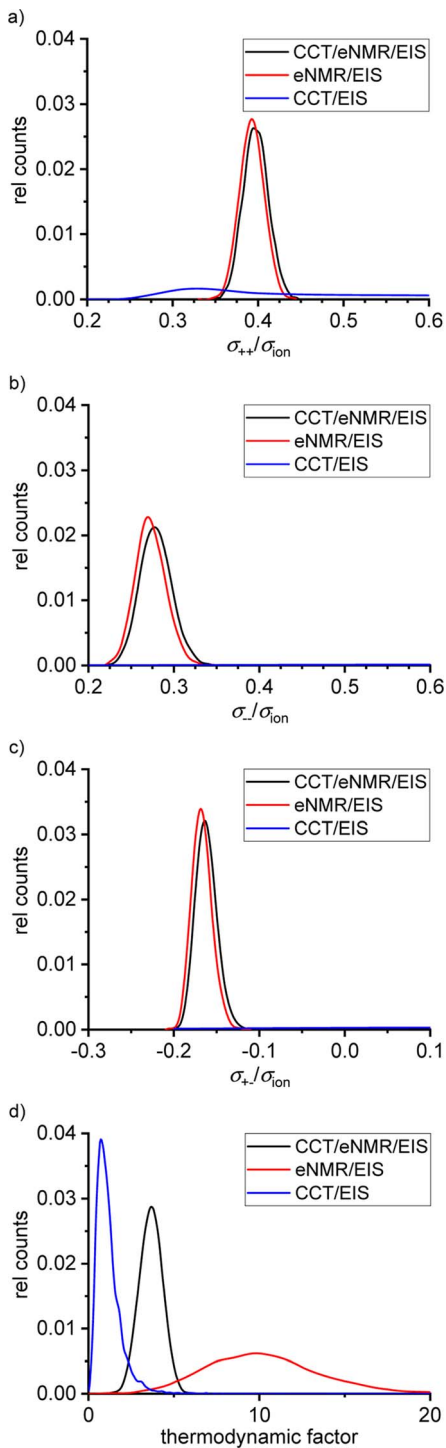 a)
0.04
0.03
0.02
0.01
0.00
rel counts
CCT/eNMR/EIS
eNMR/EIS
CCT/EIS
0.2 0.3 0.4 0.5 0.6
σ₊₊/σᵢₒₙ
b)
0.04
0.03
0.02
0.01
0.00
rel counts
CCT/eNMR/EIS
eNMR/EIS
CCT/EIS
0.2 0.3 0.4 0.5 0.6
σ₋₋/σᵢₒₙ
c)
0.04
0.03
0.02
0.01
0.00
rel counts
CCT/eNMR/EIS
eNMR/EIS
CCT/EIS
-0.3 -0.2 -0.1 0.0 0.1
σ₊₋/σᵢₒₙ
d)
0.04
0.03
0.02
0.01
0.00
rel counts
CCT/eNMR/EIS
eNMR/EIS
CCT/EIS
0 10 20
thermodynamic factor